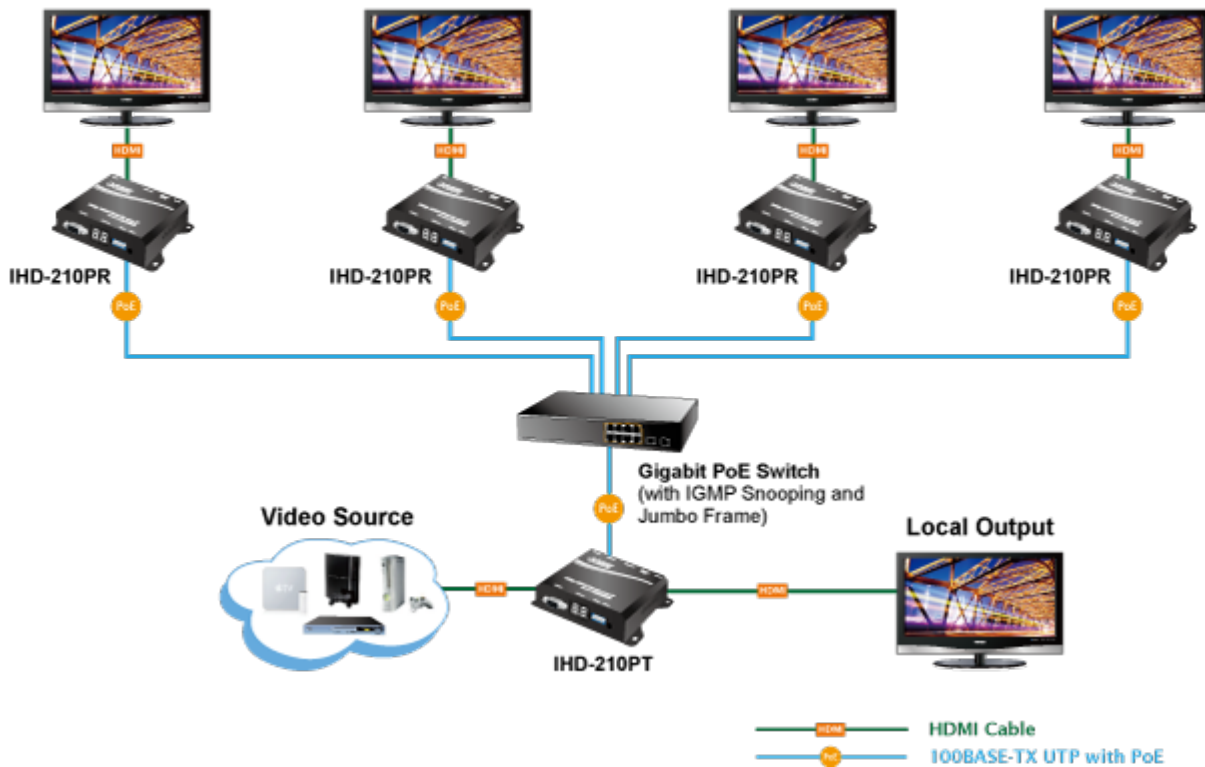 HDMI
HDMI
HDMI
HDMI
IHD-210PR
IHD-210PR
IHD-210PR
IHD-210PR
PoE
PoE
PoE
PoE
Gigabit PoE Switch
(with IGMP Snooping and
Jumbo Frame)
PoE
Video Source
Local Output
HDMI
HDMI
IHD-210PT
HDMI
HDMI Cable
PoE
100BASE-TX UTP with PoE